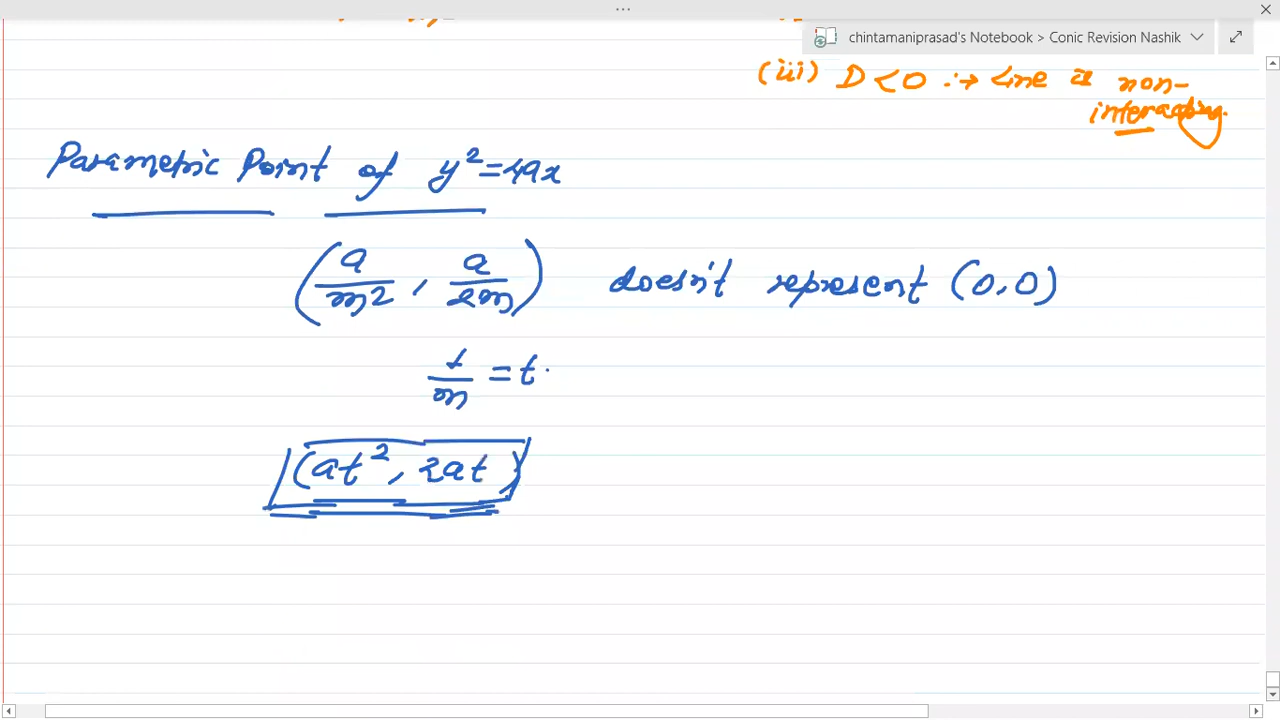 chintamaniprasad's Notebook > Conic Revision Nashik
(iii) D < 0 :→ Line is non-
interacting.
Parametric Point of y² = 4ax
(a/m², a/2m) doesn't represent (0,0)
1/m = t.
(at², 2at)